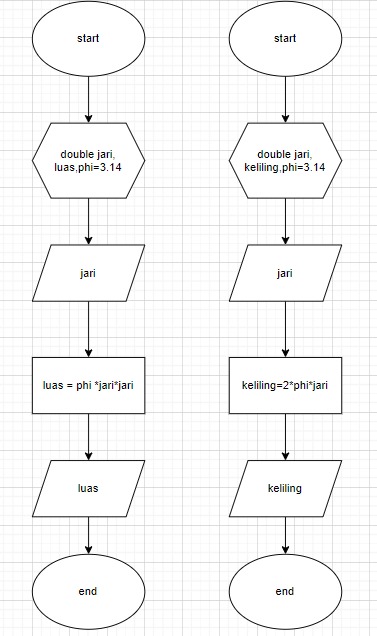 start
double jari,
luas,phi=3.14
jari
luas = phi *jari*jari
luas
end
start
double jari,
keliling,phi=3.14
jari
keliling=2*phi*jari
keliling
end